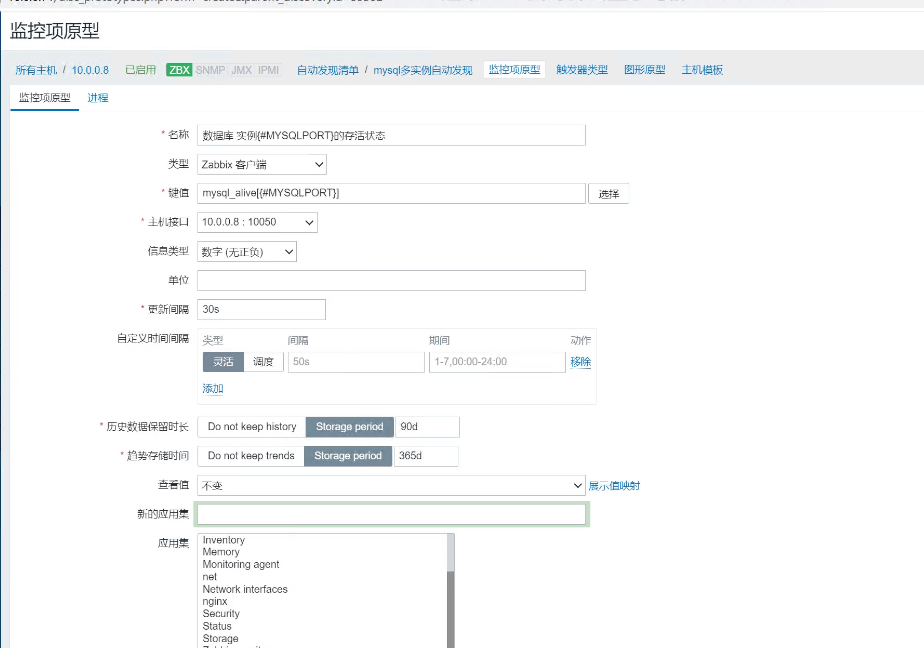 监控项原型
所有主机 / 10.0.0.8 已启用 ZBX SNMP JMX IPMI 自动发现清单 / mysql多实例自动发现 监控项原型 触发器类型 图形原型 主机模板
监控项原型 进程
* 名称 数据库 实例{#MYSQLPORT}的存活状态
类型 Zabbix 客户端
* 键值 mysql_alive[{#MYSQLPORT}] 选择
* 主机接口 10.0.0.8 : 10050
信息类型 数字 (无正负)
单位
* 更新间隔 30s
自定义时间间隔 类型 间隔 期间 动作
灵活 调度 50s 1-7,00:00-24:00 移除
添加
* 历史数据保留时长 Do not keep history Storage period 90d
* 趋势存储时间 Do not keep trends Storage period 365d
查看值 不变 展示值映射
新的应用集
应用集 Inventory
Memory
Monitoring agent
net
Network interfaces
nginx
Security
Status
Storage